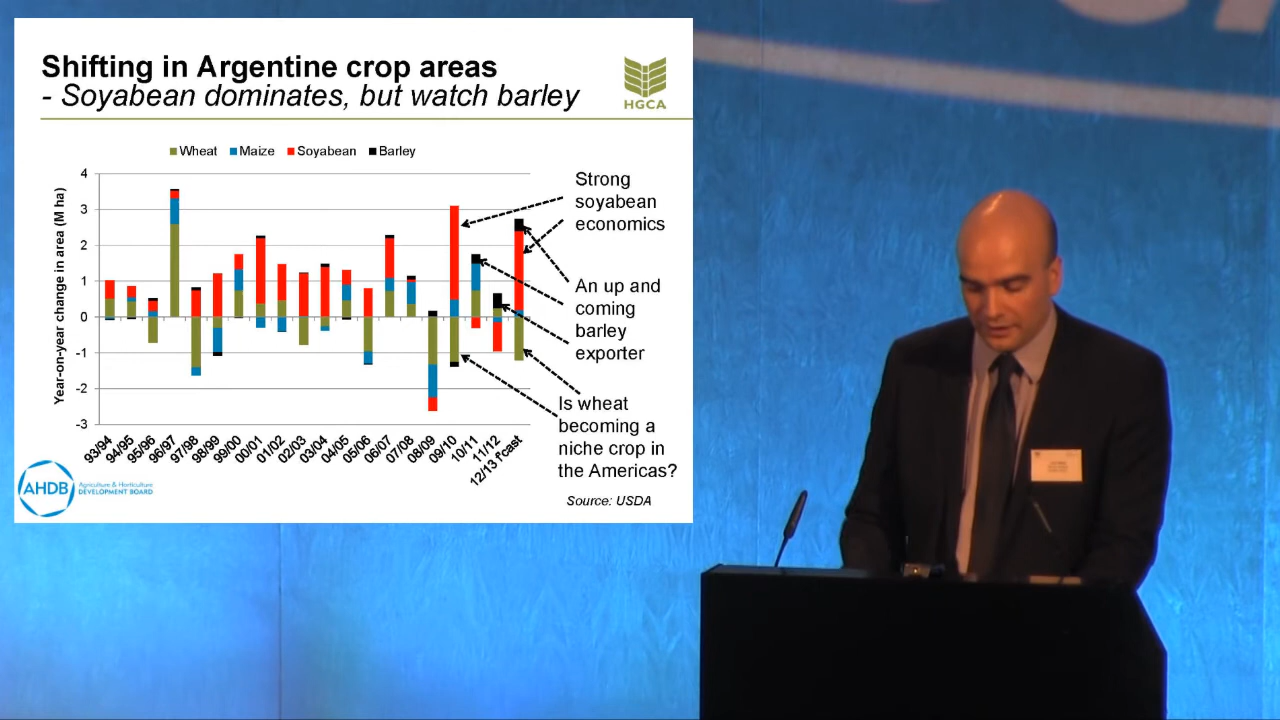 Shifting in Argentine crop areas
- Soyabean dominates, but watch barley
HGCA
Wheat Maize Soyabean Barley
Year-on-year change in area (M ha)
4
3
2
1
0
-1
-2
-3
93/94 94/95 95/96 96/97 97/98 98/99 99/00 00/01 01/02 02/03 03/04 04/05 05/06 06/07 07/08 08/09 09/10 10/11 11/12 12/13 f'cast
Strong
soyabean
economics
An up and
coming
barley
exporter
Is wheat
becoming a
niche crop in
the Americas?
Source: USDA
AHDB
Agriculture & Horticulture
DEVELOPMENT BOARD